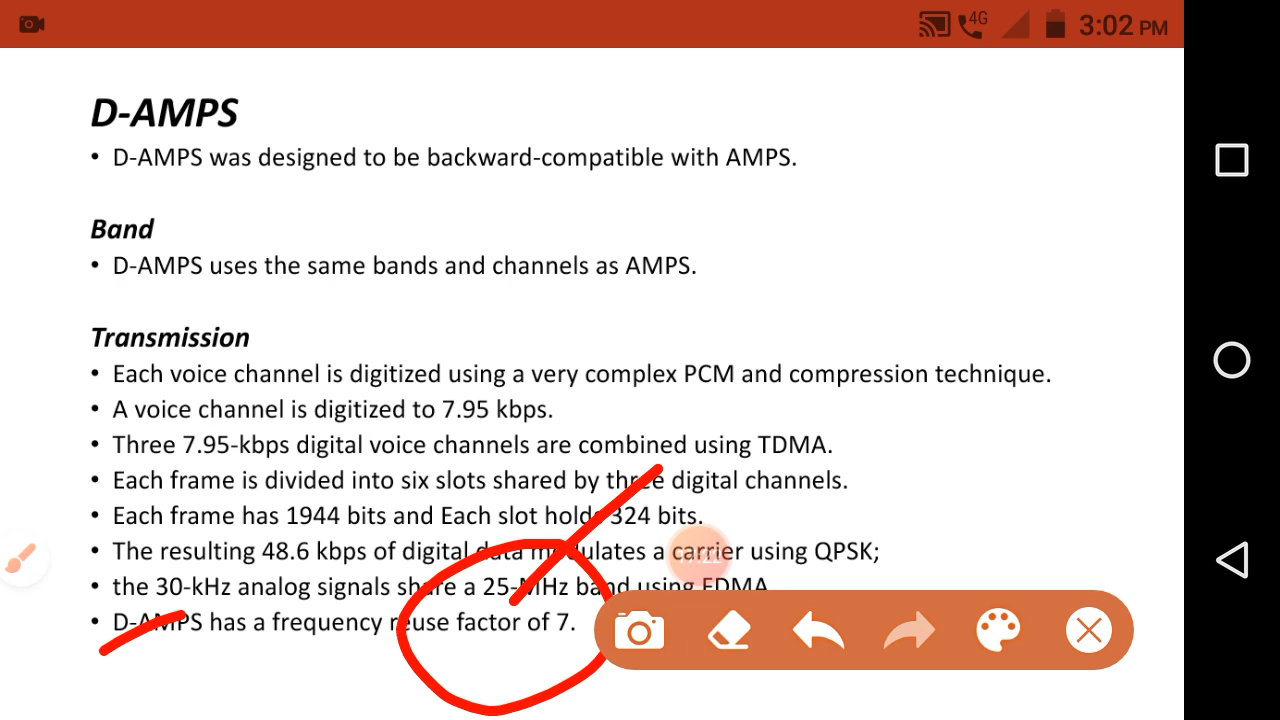 4G 3:02 PM
D-AMPS
• D-AMPS was designed to be backward-compatible with AMPS.
Band
• D-AMPS uses the same bands and channels as AMPS.
Transmission
• Each voice channel is digitized using a very complex PCM and compression technique.
• A voice channel is digitized to 7.95 kbps.
• Three 7.95-kbps digital voice channels are combined using TDMA.
• Each frame is divided into six slots shared by three digital channels.
• Each frame has 1944 bits and Each slot holds 324 bits.
• The resulting 48.6 kbps of digital data modulates a carrier using QPSK;
• the 30-kHz analog signals share a 25-MHz band using FDMA
• D-AMPS has a frequency reuse factor of 7.